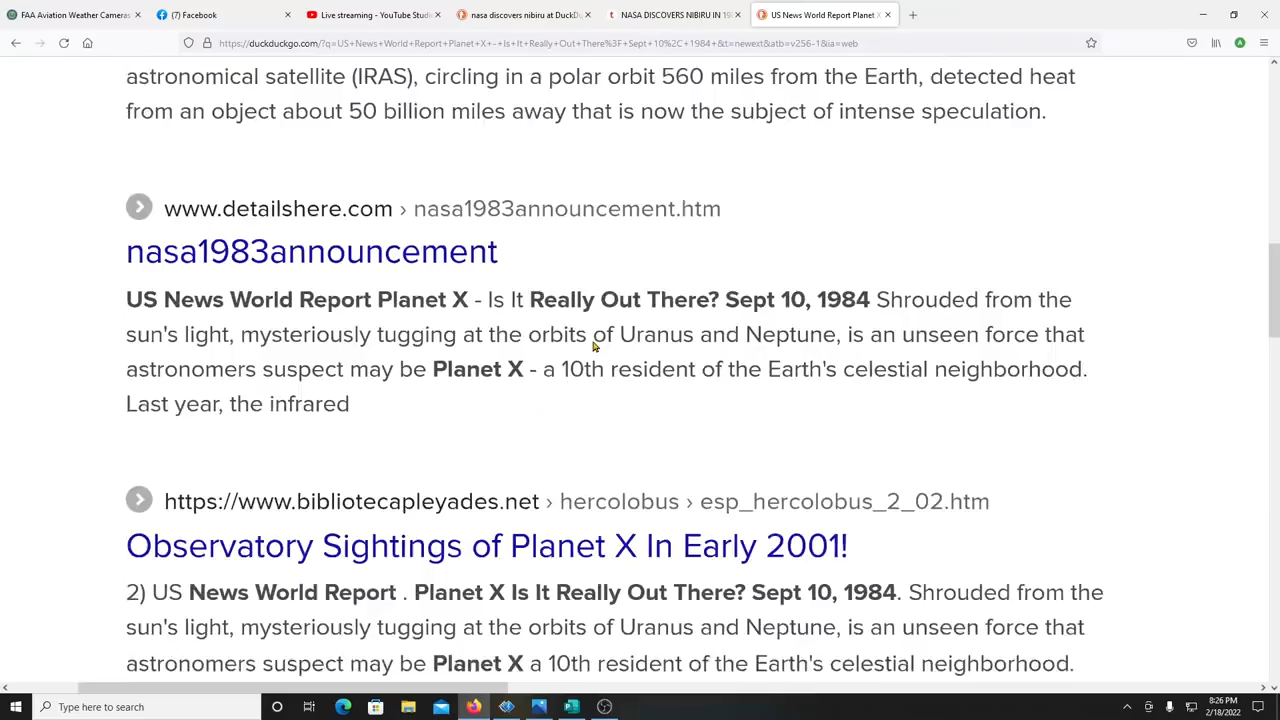 FAA Aviation Weather Cameras
(7) Facebook
Live streaming - YouTube Studi
nasa discovers nibiru at DuckDu
NASA DISCOVERS NIBIRU IN 19
US News World Report Planet X
https://duckduckgo.com/?q=US+News+World+Report+Planet+X+-+Is+It+Really+Out+There%3F+Sept+10%2C+1984+&t=newext&atb=v256-1&ia=web
astronomical satellite (IRAS), circling in a polar orbit 560 miles from the Earth, detected heat
from an object about 50 billion miles away that is now the subject of intense speculation.
www.detailshere.com › nasa1983announcement.htm
nasa1983announcement
US News World Report Planet X - Is It Really Out There? Sept 10, 1984 Shrouded from the
sun's light, mysteriously tugging at the orbits of Uranus and Neptune, is an unseen force that
astronomers suspect may be Planet X - a 10th resident of the Earth's celestial neighborhood.
Last year, the infrared
https://www.bibliotecapleyades.net › hercolobus › esp_hercolobus_2_02.htm
Observatory Sightings of Planet X In Early 2001!
2) US News World Report . Planet X Is It Really Out There? Sept 10, 1984. Shrouded from the
sun's light, mysteriously tugging at the orbits of Uranus and Neptune, is an unseen force that
astronomers suspect may be Planet X a 10th resident of the Earth's celestial neighborhood.
Type here to search
8:26 PM
2/18/2022